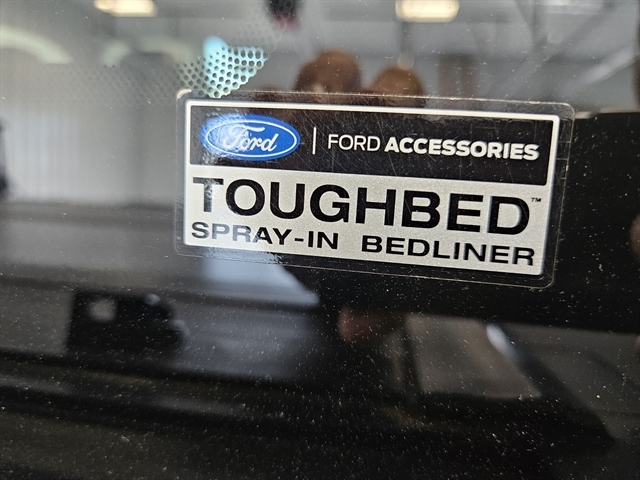 Ford | FORD ACCESSORIES
TOUGHBED™
SPRAY-IN BEDLINER